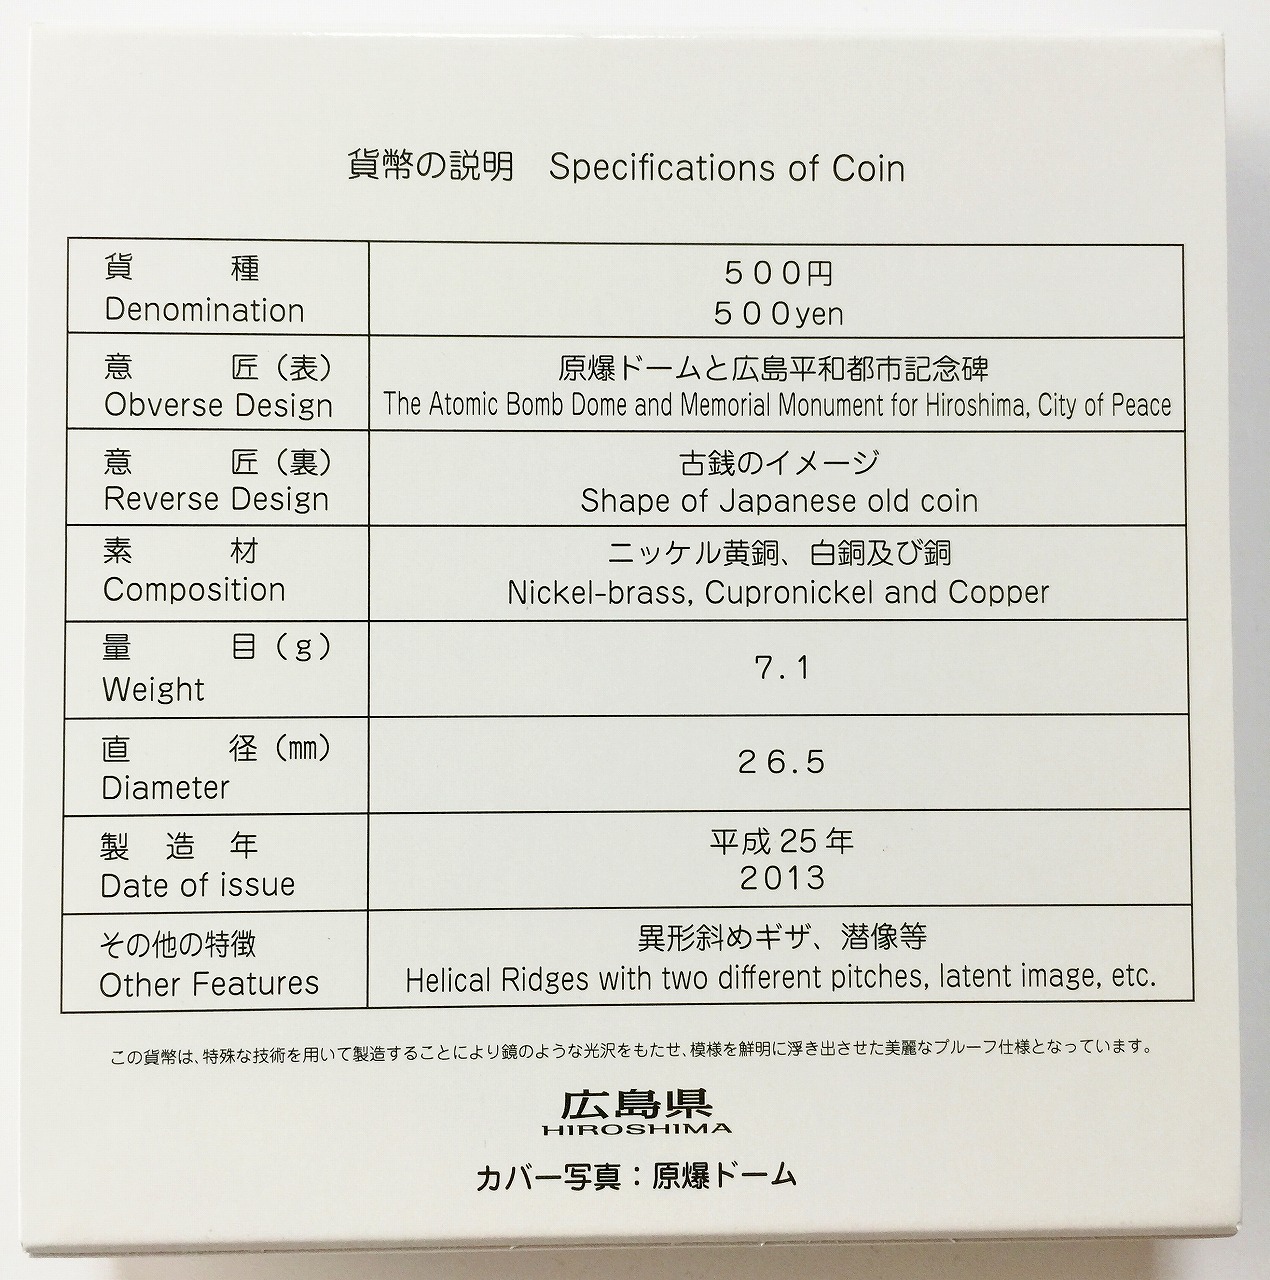 貨幣の説明　Specifications of Coin
貨　種
Denomination
５００円
５００yen
意　匠（表）
Obverse Design
原爆ドームと広島平和都市記念碑
The Atomic Bomb Dome and Memorial Monument for Hiroshima, City of Peace
意　匠（裏）
Reverse Design
古銭のイメージ
Shape of Japanese old coin
素　材
Composition
ニッケル黄銅、白銅及び銅
Nickel-brass, Cupronickel and Copper
量　目（ｇ）
Weight
７.１
直　径（㎜）
Diameter
２６.５
製　造　年
Date of issue
平成 25 年
２０１３
その他の特徴
Other Features
異形斜めギザ、潜像等
Helical Ridges with two different pitches, latent image, etc.
この貨幣は、特殊な技術を用いて製造することにより鏡のような光沢をもたせ、模様を鮮明に浮き出させた美麗なプルーフ仕様となっています。
広島県
HIROSHIMA
カバー写真：原爆ドーム